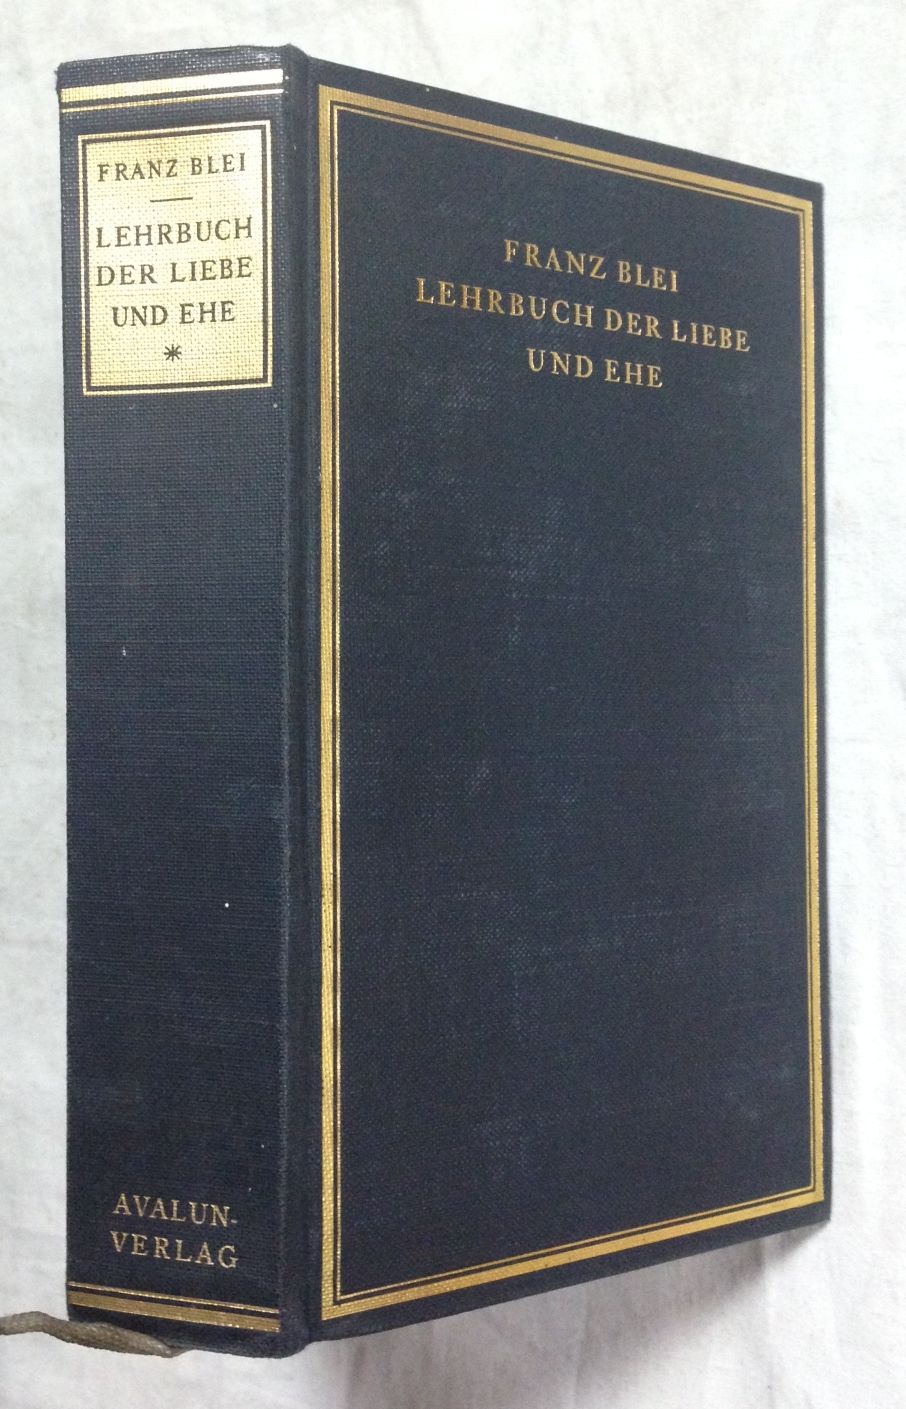 FRANZ BLEI
LEHRBUCH
DER LIEBE
UND EHE
*
AVALUN-
VERLAG
FRANZ BLEI
LEHRBUCH DER LIEBE
UND EHE